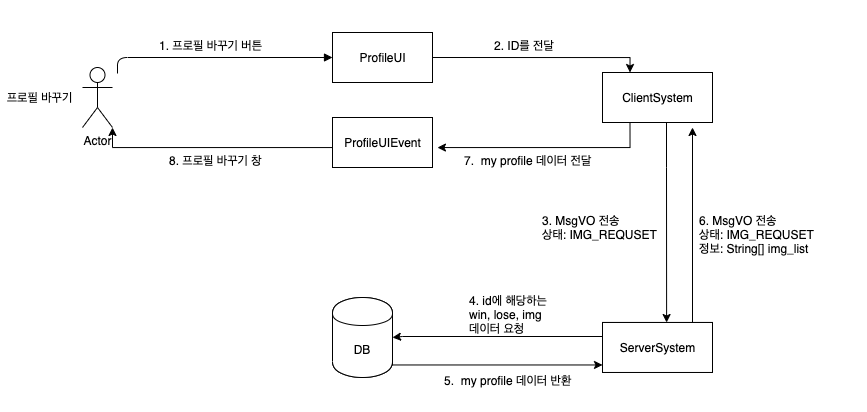 1. 프로필 바꾸기 버튼
ProfileUI
2. ID를 전달
프로필 바꾸기
Actor
ClientSystem
ProfileUIEvent
8. 프로필 바꾸기 창
7. my profile 데이터 전달
3. MsgVO 전송
상태: IMG_REQUSET
6. MsgVO 전송
상태: IMG_REQUSET
정보: String[] img_list
4. id에 해당하는
win, lose, img
데이터 요청
DB
ServerSystem
5. my profile 데이터 반환